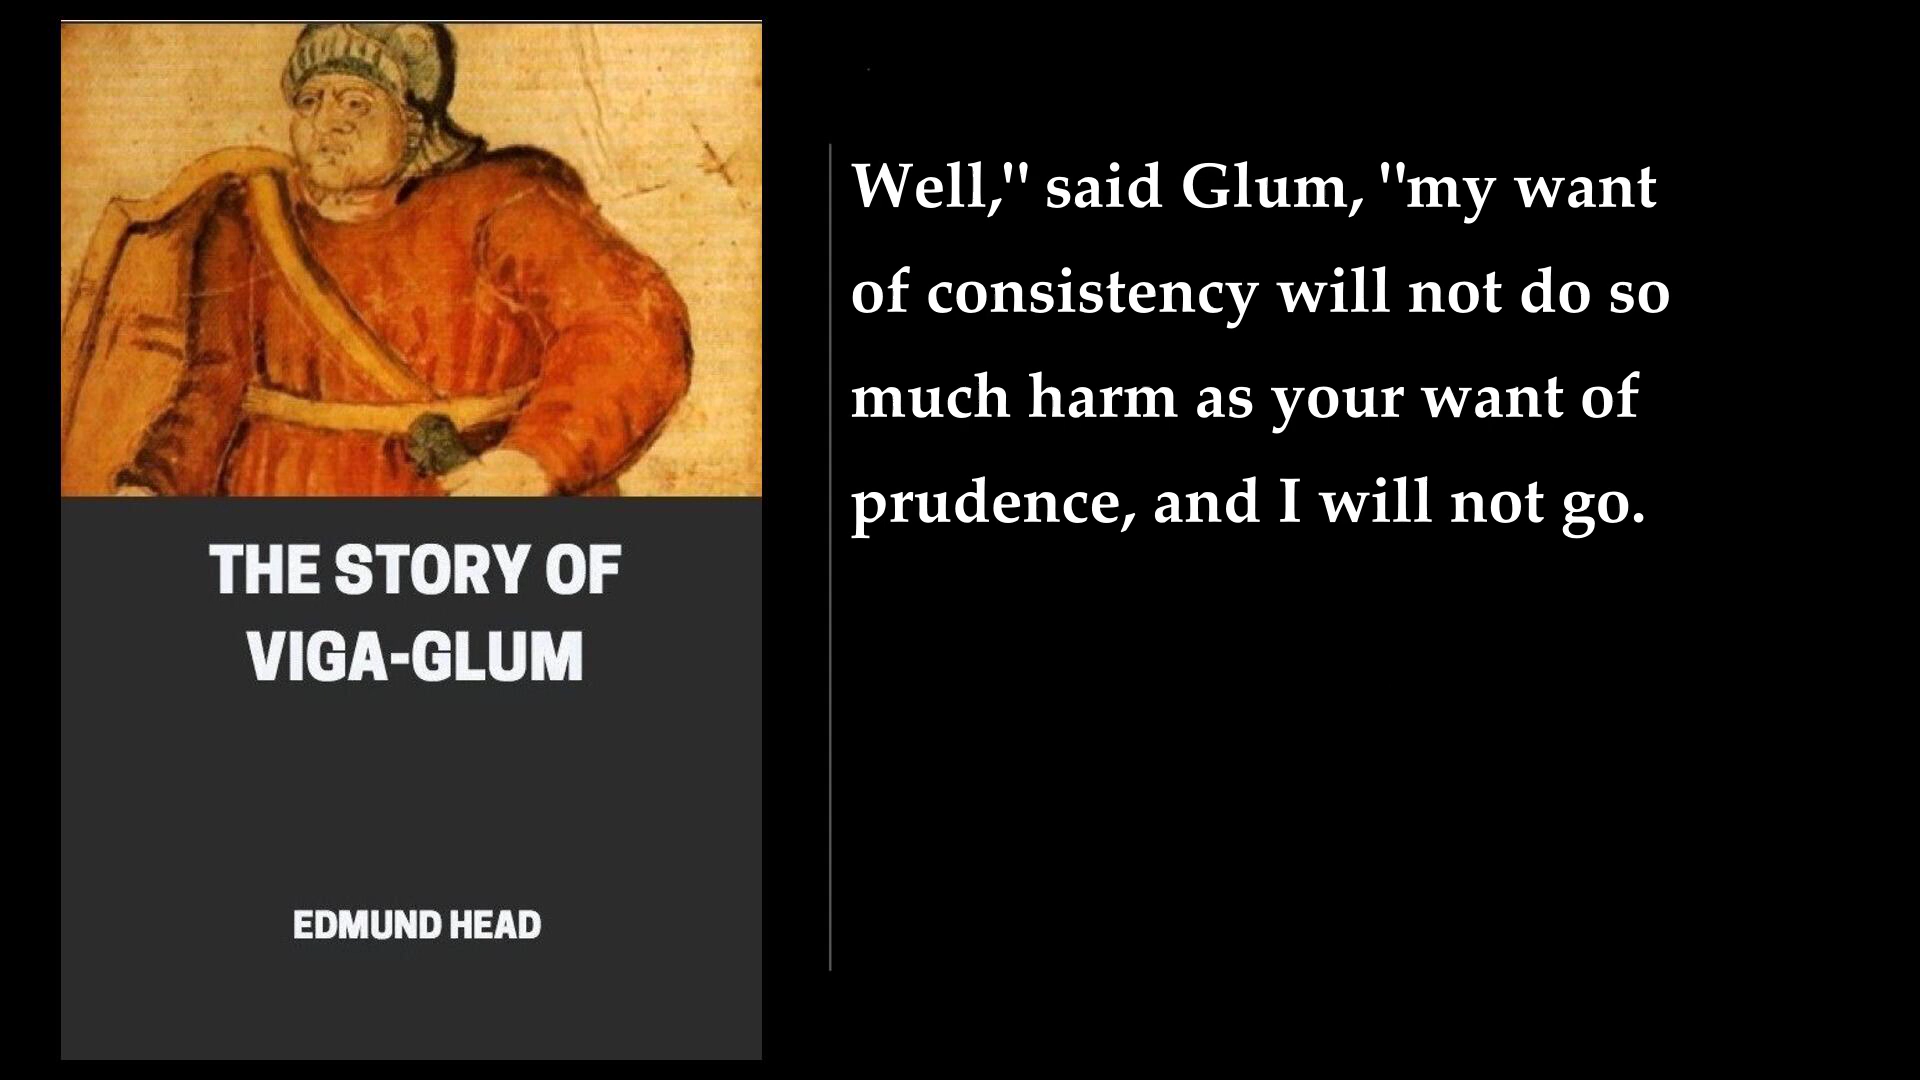 THE STORY OF
VIGA-GLUM
EDMUND HEAD
Well," said Glum, "my want
of consistency will not do so
much harm as your want of
prudence, and I will not go.